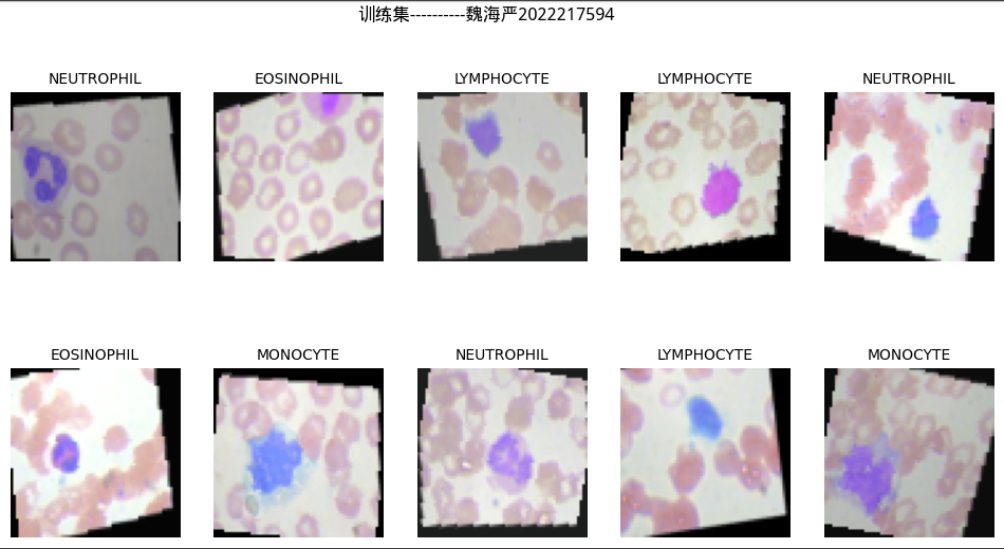 训练集----------魏海严2022217594
NEUTROPHIL
EOSINOPHIL
LYMPHOCYTE
LYMPHOCYTE
NEUTROPHIL
EOSINOPHIL
MONOCYTE
NEUTROPHIL
LYMPHOCYTE
MONOCYTE